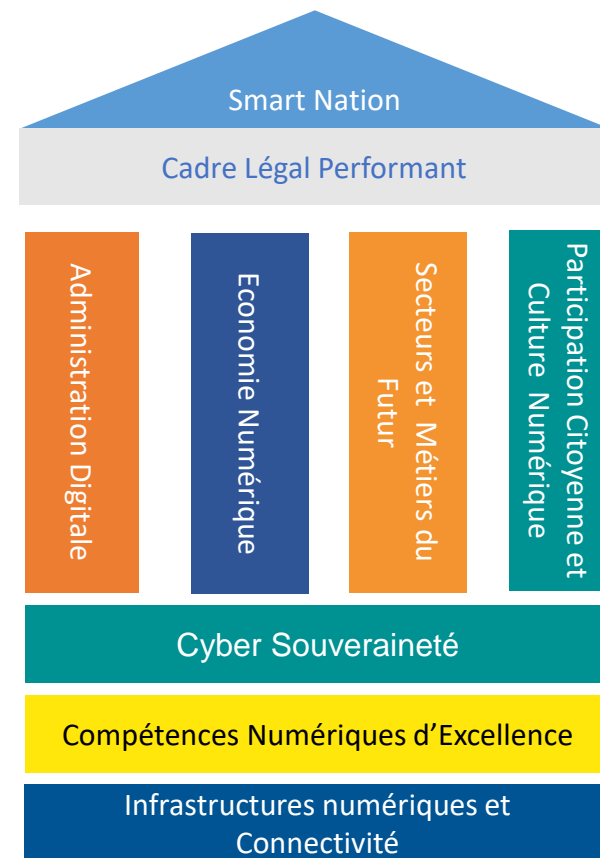 Smart Nation
Cadre Légal Performant
Administration Digitale
Economie Numérique
Secteurs et Métiers du
Futur
Participation Citoyenne et
Culture Numérique
Cyber Souveraineté
Compétences Numériques d’Excellence
Infrastructures numériques et
Connectivité